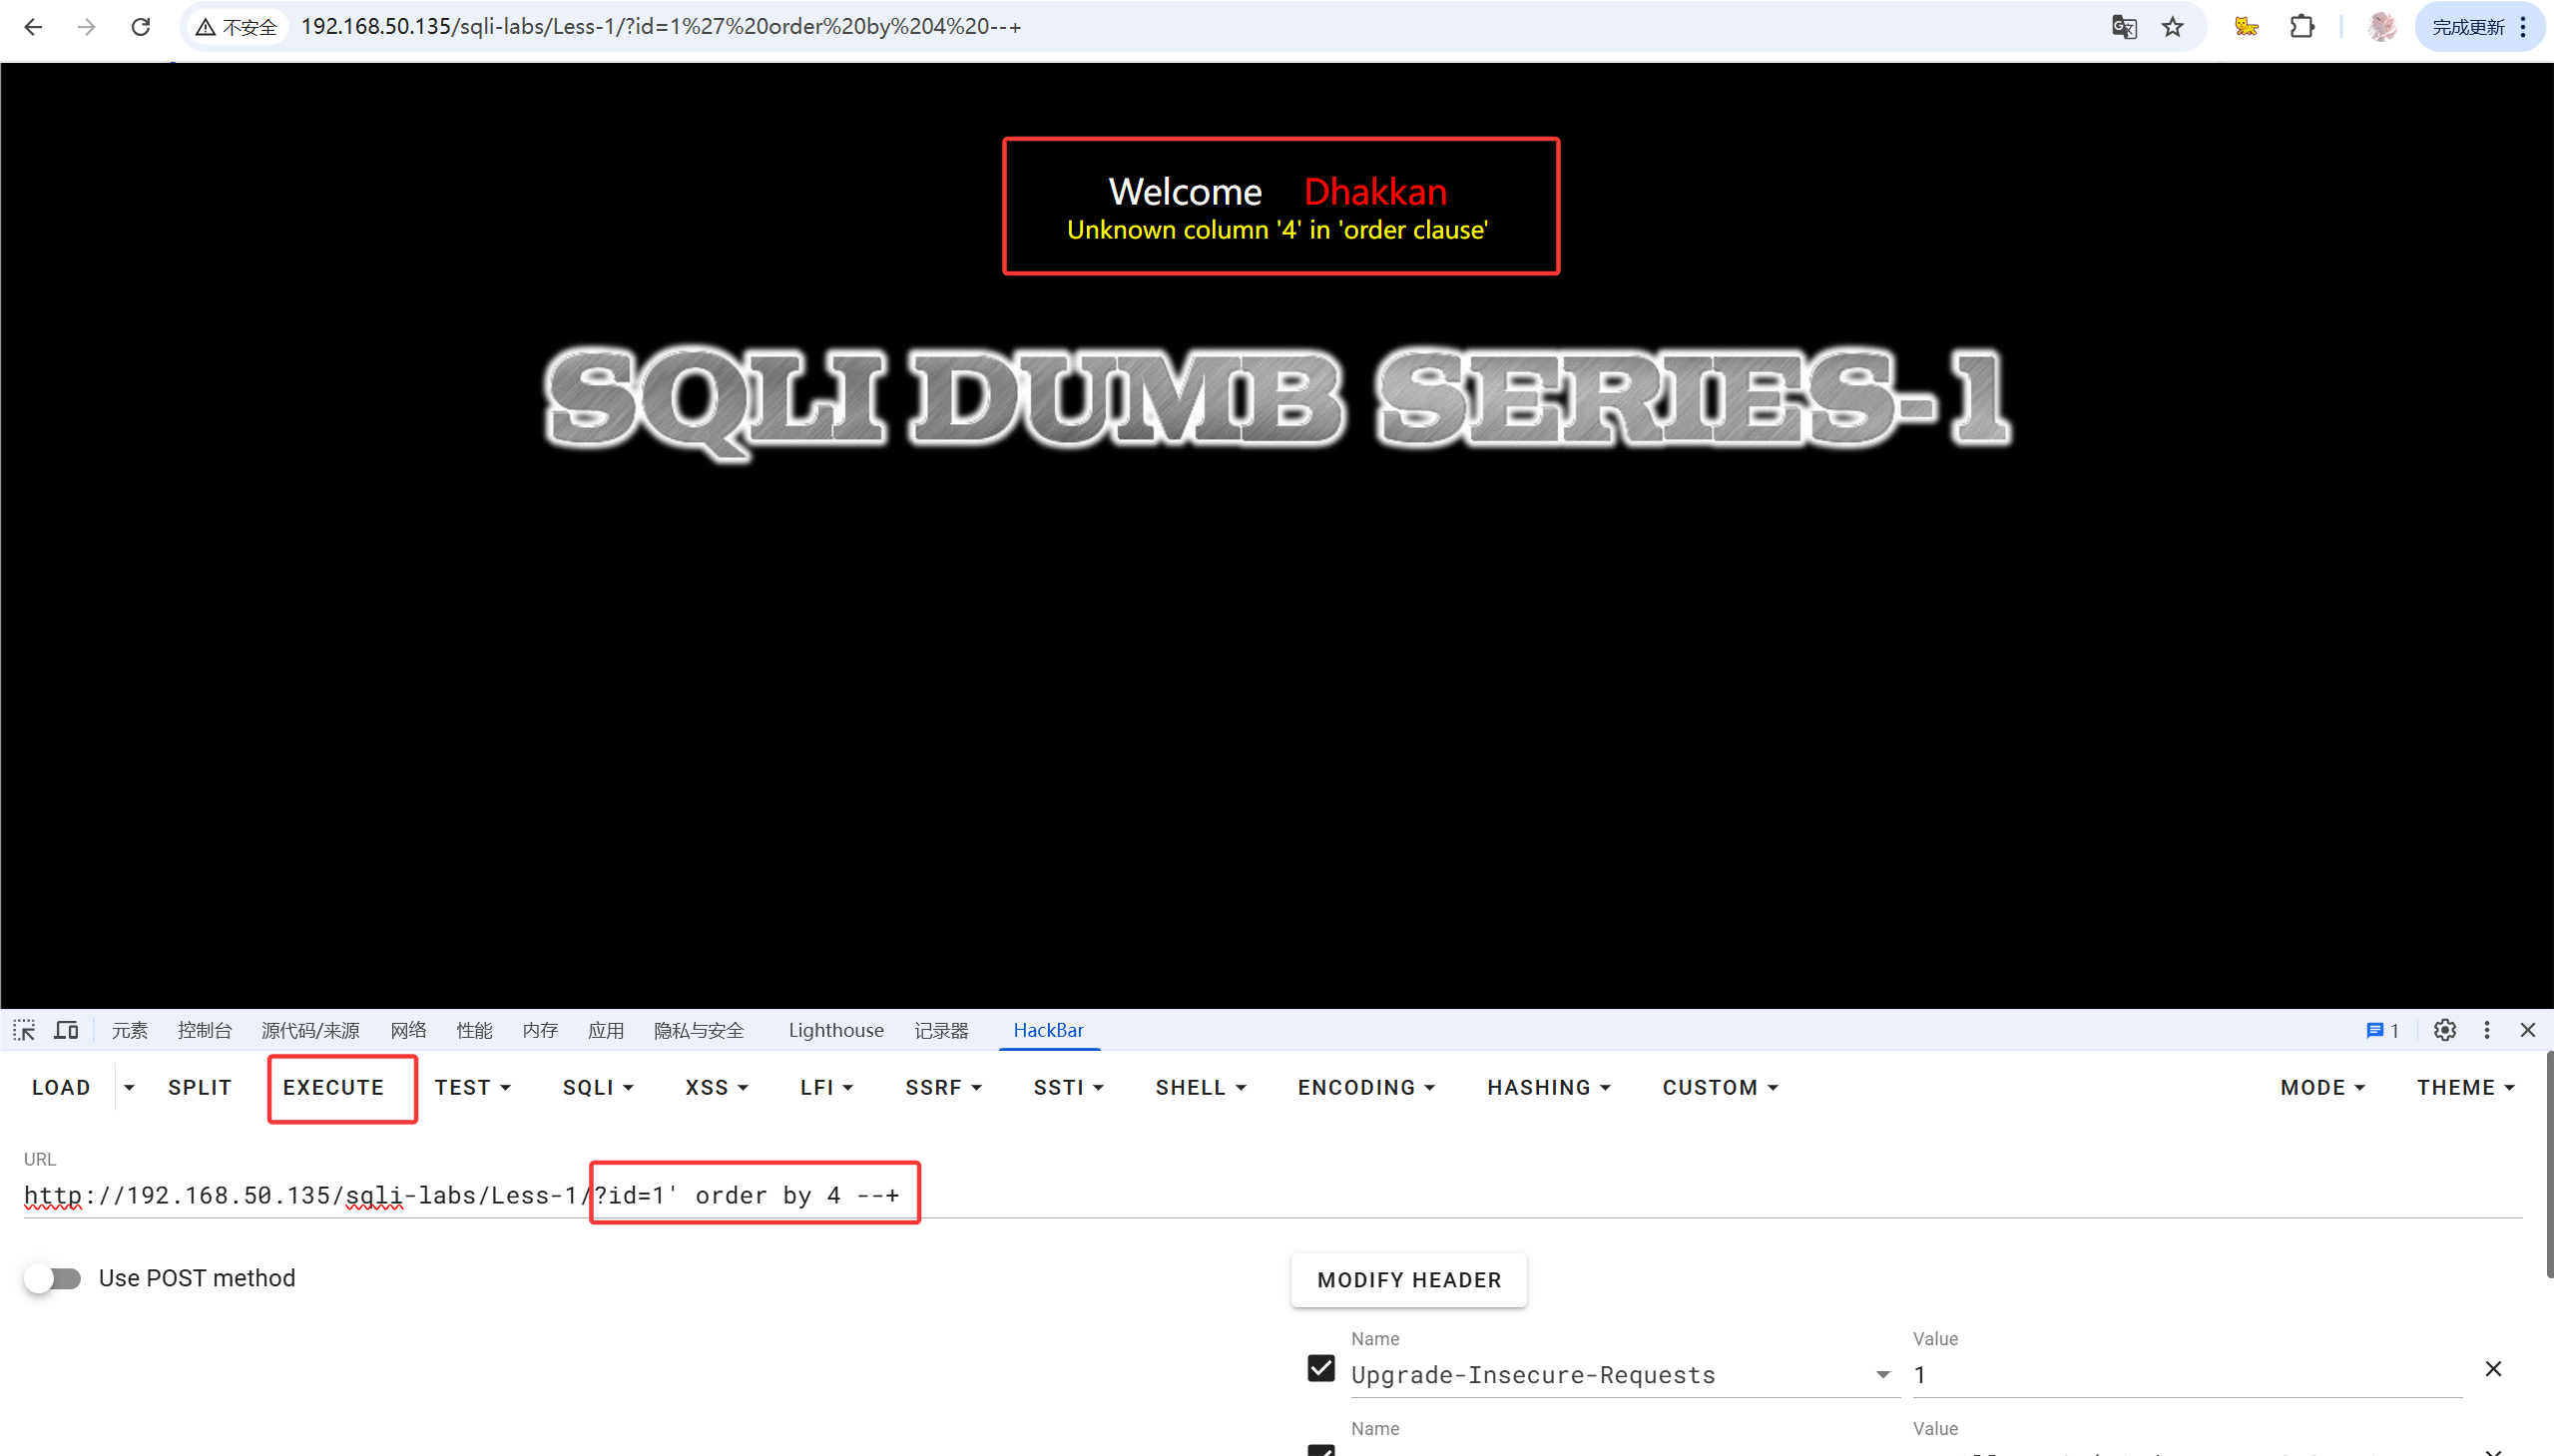 不安全 192.168.50.135/sqli-labs/Less-1/?id=1%27%20order%20by%204%20--+ 完成更新
Welcome Dhakkan
Unknown column '4' in 'order clause'
SQLI DUMB SERIES-1
元素 控制台 源代码/来源 网络 性能 内存 应用 隐私与安全 Lighthouse 记录器 HackBar 1
LOAD SPLIT EXECUTE TEST SQLI XSS LFI SSRF SSTI SHELL ENCODING HASHING CUSTOM MODE THEME
URL
http://192.168.50.135/sqli-labs/Less-1/?id=1' order by 4 --+
Use POST method
MODIFY HEADER
Name Value
Upgrade-Insecure-Requests 1
Name Value